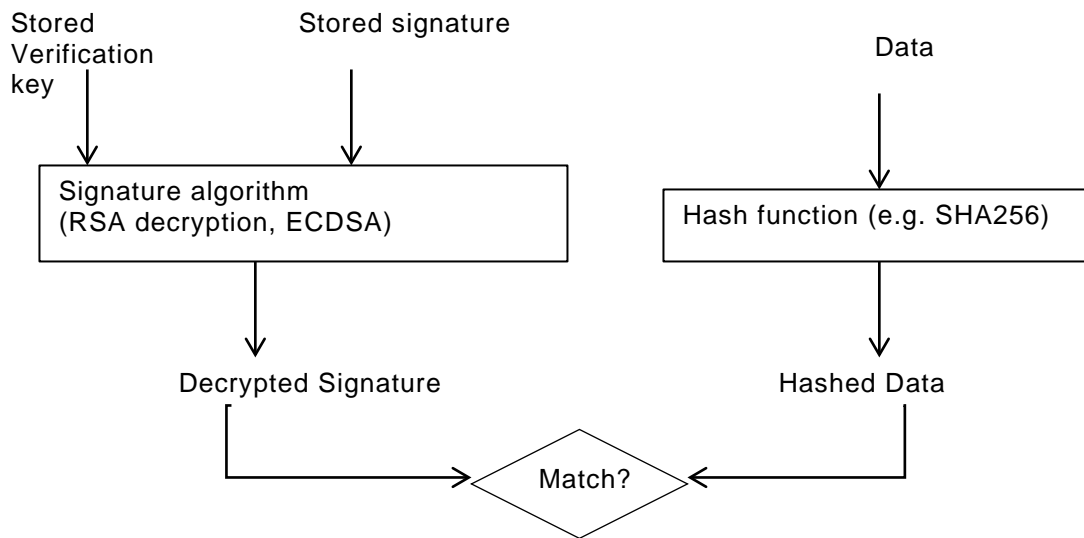 Stored
Verification
key
Stored signature
Data
Signature algorithm
(RSA decryption, ECDSA)
Hash function (e.g. SHA256)
Decrypted Signature
Hashed Data
Match?